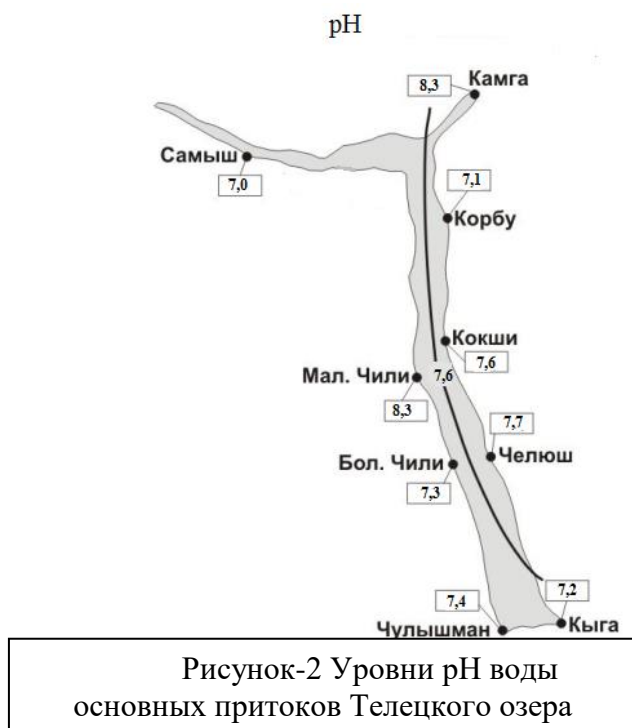 pH
8,3
Камга
Самыш
7,0
7,1
Корбу
Кокши
7,6
7,6
Мал. Чили
8,3
7,7
Челюш
Бол. Чили
7,3
7,2
7,4
Кыга
Чулышман
Рисунок-2 Уровни рН воды
основных притоков Телецкого озера